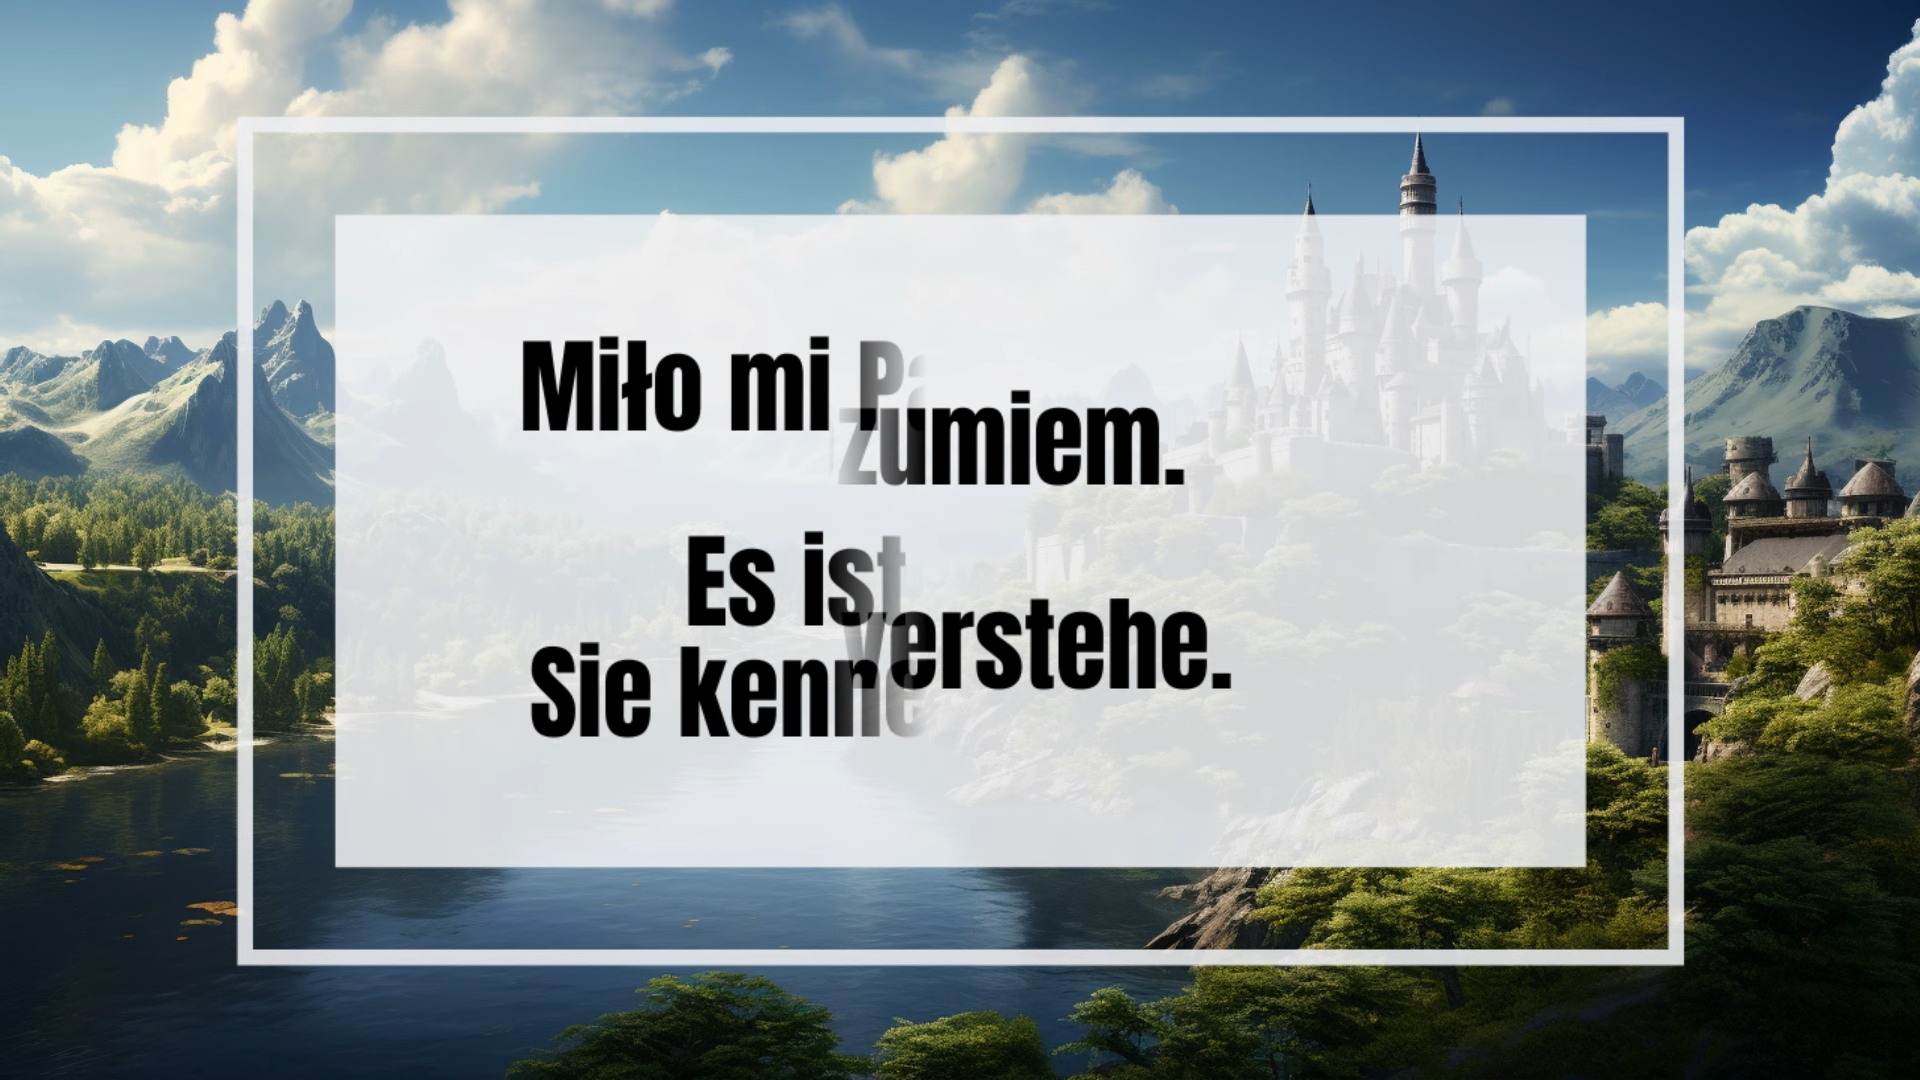 Miło mi
zumiem.
Es ist
verstehe.
Sie kenne